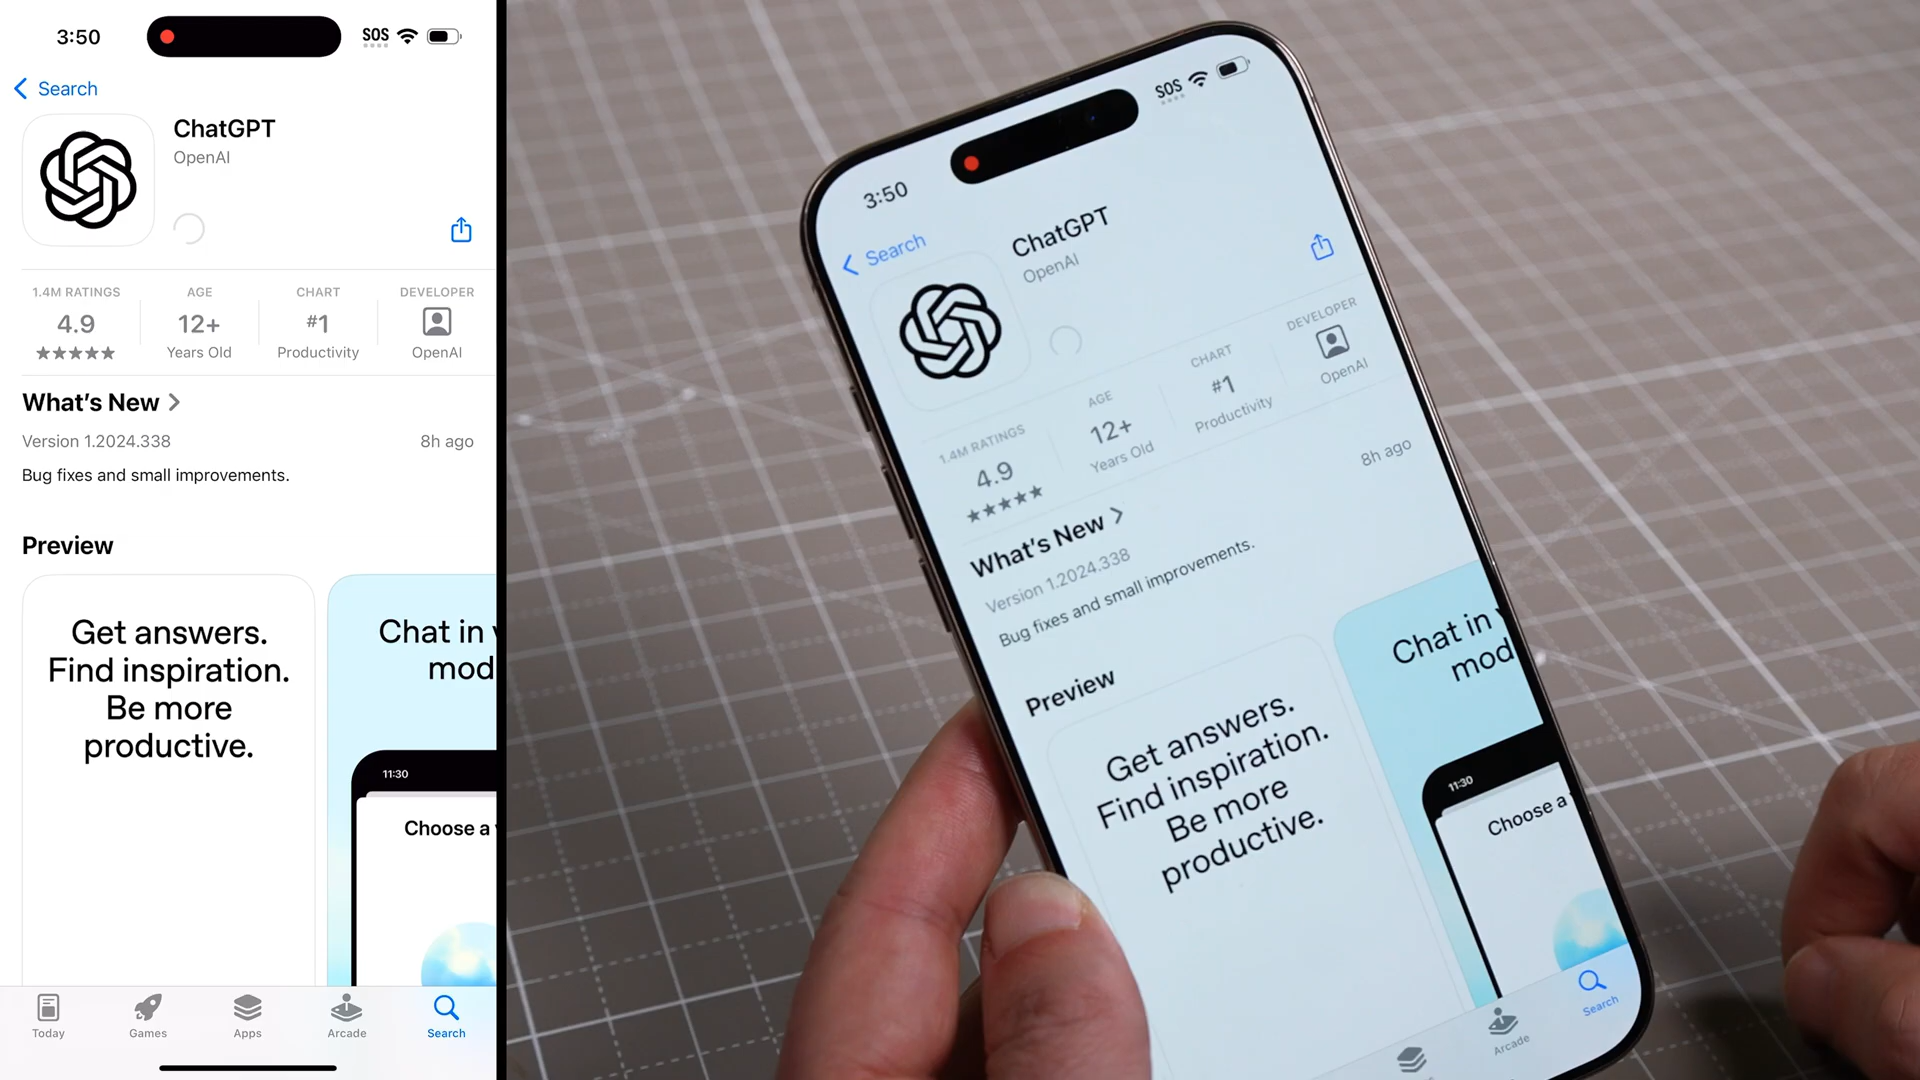 3:50
SOS
Search
ChatGPT
OpenAI
1.4M RATINGS
4.9
AGE
12+
Years Old
CHART
#1
Productivity
DEVELOPER
OpenAI
What's New
Version 1.2024.338
8h ago
Bug fixes and small improvements.
Preview
Get answers.
Find inspiration.
Be more
productive.
Chat in
mod
11:30
Choose a
Today
Games
Apps
Arcade
Search
3:50
SOS
Search
ChatGPT
OpenAI
1.4M RATINGS
4.9
AGE
12+
Years Old
CHART
#1
Productivity
DEVELOPER
OpenAI
What's New
Version 1.2024.338
8h ago
Bug fixes and small improvements.
Preview
Get answers.
Find inspiration.
Be more
productive.
Chat in
mod
11:30
Choose a
Arcade
Search